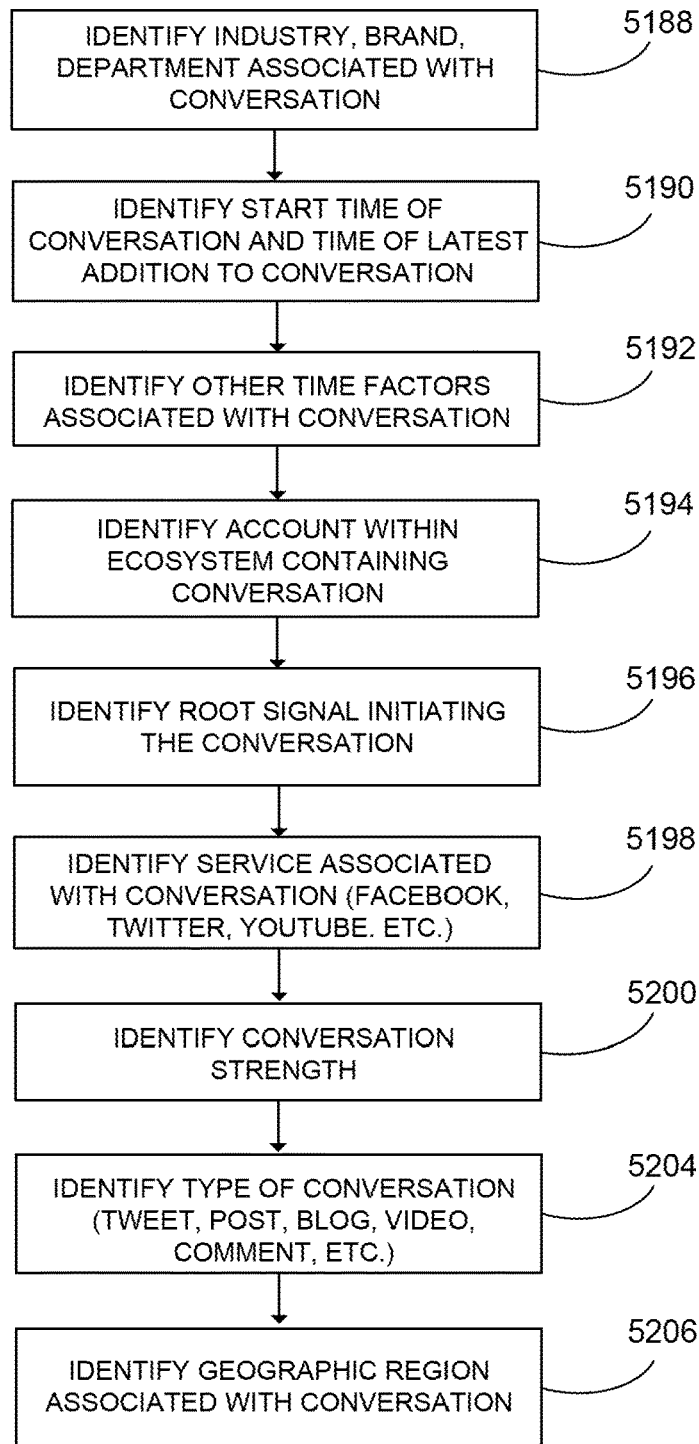 IDENTIFY INDUSTRY, BRAND,
DEPARTMENT ASSOCIATED WITH
CONVERSATION
5188
IDENTIFY START TIME OF
CONVERSATION AND TIME OF LATEST
ADDITION TO CONVERSATION
5190
IDENTIFY OTHER TIME FACTORS
ASSOCIATED WITH CONVERSATION
5192
IDENTIFY ACCOUNT WITHIN
ECOSYSTEM CONTAINING
CONVERSATION
5194
IDENTIFY ROOT SIGNAL INITIATING
THE CONVERSATION
5196
IDENTIFY SERVICE ASSOCIATED
WITH CONVERSATION (FACEBOOK,
TWITTER, YOUTUBE. ETC.)
5198
IDENTIFY CONVERSATION
STRENGTH
5200
IDENTIFY TYPE OF CONVERSATION
(TWEET, POST, BLOG, VIDEO,
COMMENT, ETC.)
5204
IDENTIFY GEOGRAPHIC REGION
ASSOCIATED WITH CONVERSATION
5206